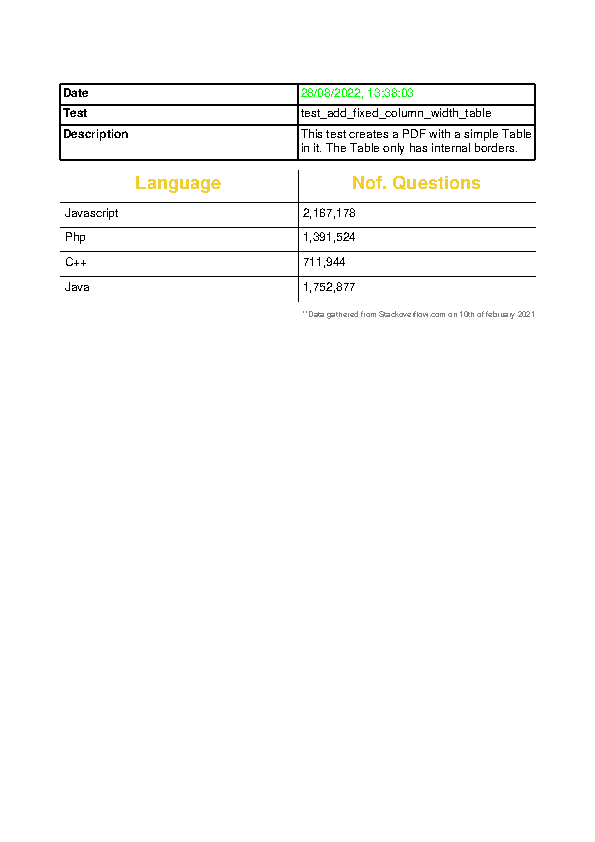 Date 28/08/2022, 13:38:03
Test test_add_fixed_column_width_table
Description This test creates a PDF with a simple Table
in it. The Table only has internal borders.
Language Nof. Questions
Javascript 2,167,178
Php 1,391,524
C++ 711,944
Java 1,752,877
**Data gathered from Stackoverflow.com on 10th of february 2021